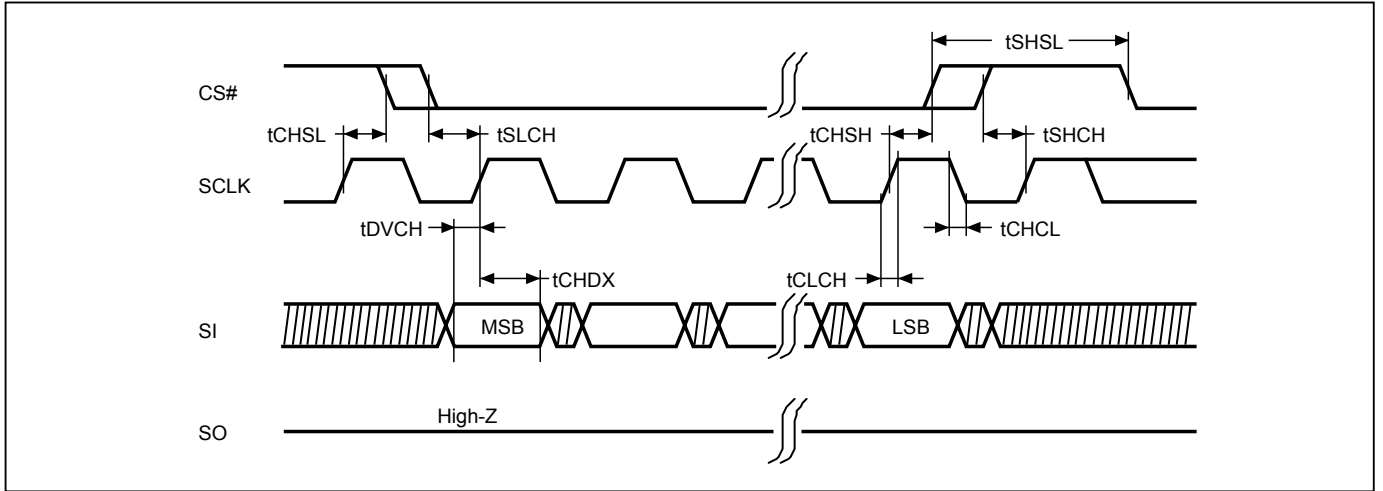 tSHSL
CS#
tCHSL
tSLCH
tCHSH
tSHCH
SCLK
tDVCH
tCHCL
tCHDX
tCLCH
SI
MSB
LSB
High-Z
SO